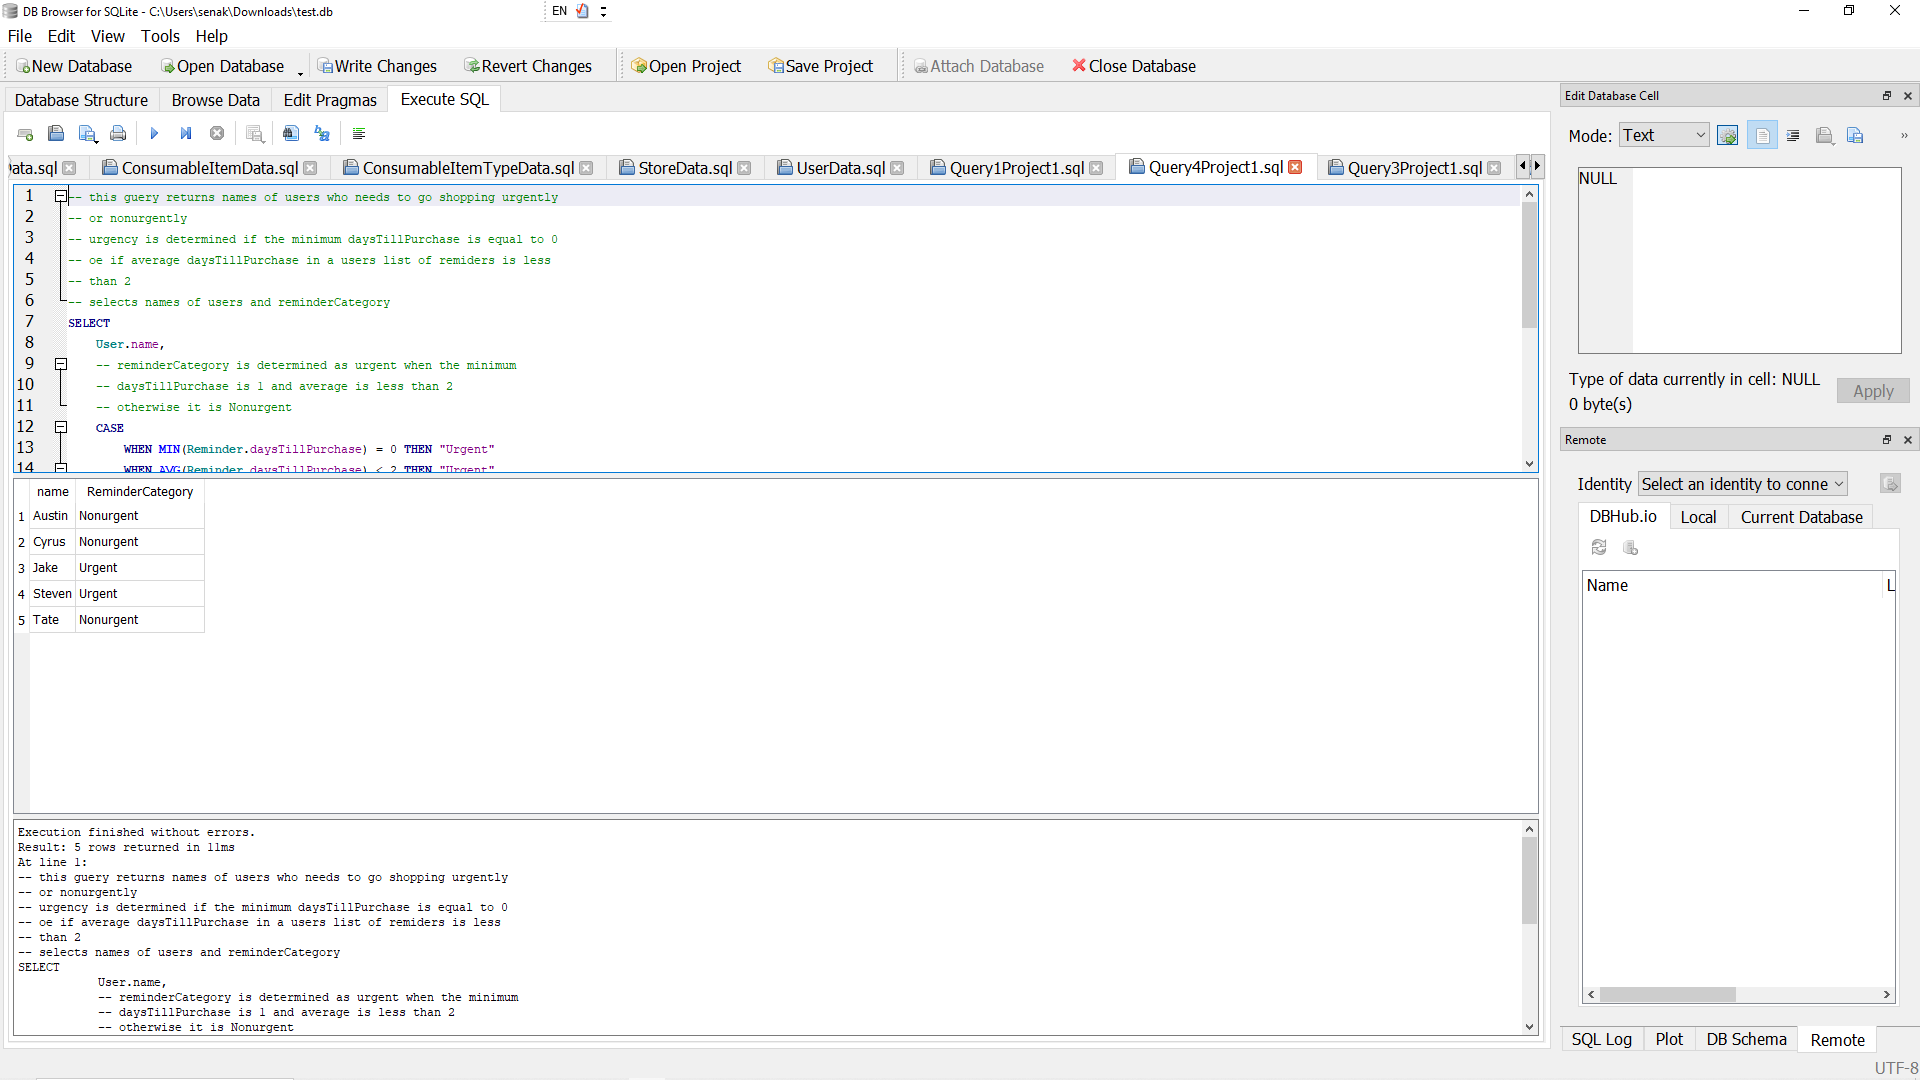 DB Browser for SQLite - C:\Users\senak\Downloads\test.db
EN
File Edit View Tools Help
New Database Open Database Write Changes Revert Changes Open Project Save Project Attach Database Close Database
Database Structure Browse Data Edit Pragmas Execute SQL
Data.sql ConsumableItemData.sql ConsumableItemTypeData.sql StoreData.sql UserData.sql Query1Project1.sql Query4Project1.sql Query3Project1.sql
1 -- this guery returns names of users who needs to go shopping urgently
2 -- or nonurgently
3 -- urgency is determined if the minimum daysTillPurchase is equal to 0
4 -- oe if average daysTillPurchase in a users list of remiders is less
5 -- than 2
6 -- selects names of users and reminderCategory
7 SELECT
8 User.name,
9 -- reminderCategory is determined as urgent when the minimum
10 -- daysTillPurchase is 1 and average is less than 2
11 -- otherwise it is Nonurgent
12 CASE
13 WHEN MIN(Reminder.daysTillPurchase) = 0 THEN "Urgent"
14 WHEN AVG(Reminder.daysTillPurchase) < 2 THEN "Urgent"
name ReminderCategory
1 Austin Nonurgent
2 Cyrus Nonurgent
3 Jake Urgent
4 Steven Urgent
5 Tate Nonurgent
Execution finished without errors.
Result: 5 rows returned in 11ms
At line 1:
-- this guery returns names of users who needs to go shopping urgently
-- or nonurgently
-- urgency is determined if the minimum daysTillPurchase is equal to 0
-- oe if average daysTillPurchase in a users list of remiders is less
-- than 2
-- selects names of users and reminderCategory
SELECT
User.name,
-- reminderCategory is determined as urgent when the minimum
-- daysTillPurchase is 1 and average is less than 2
-- otherwise it is Nonurgent
Edit Database Cell
Mode: Text
NULL
Type of data currently in cell: NULL
0 byte(s)
Apply
Remote
Identity Select an identity to conne
DBHub.io Local Current Database
Name L
SQL Log Plot DB Schema Remote
UTF-8